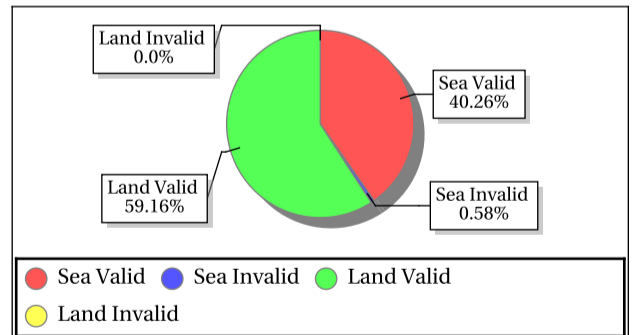 Land Invalid
0.0%
Sea Valid
40.26%
Land Valid
59.16%
Sea Invalid
0.58%
Sea Valid Sea Invalid Land Valid
Land Invalid